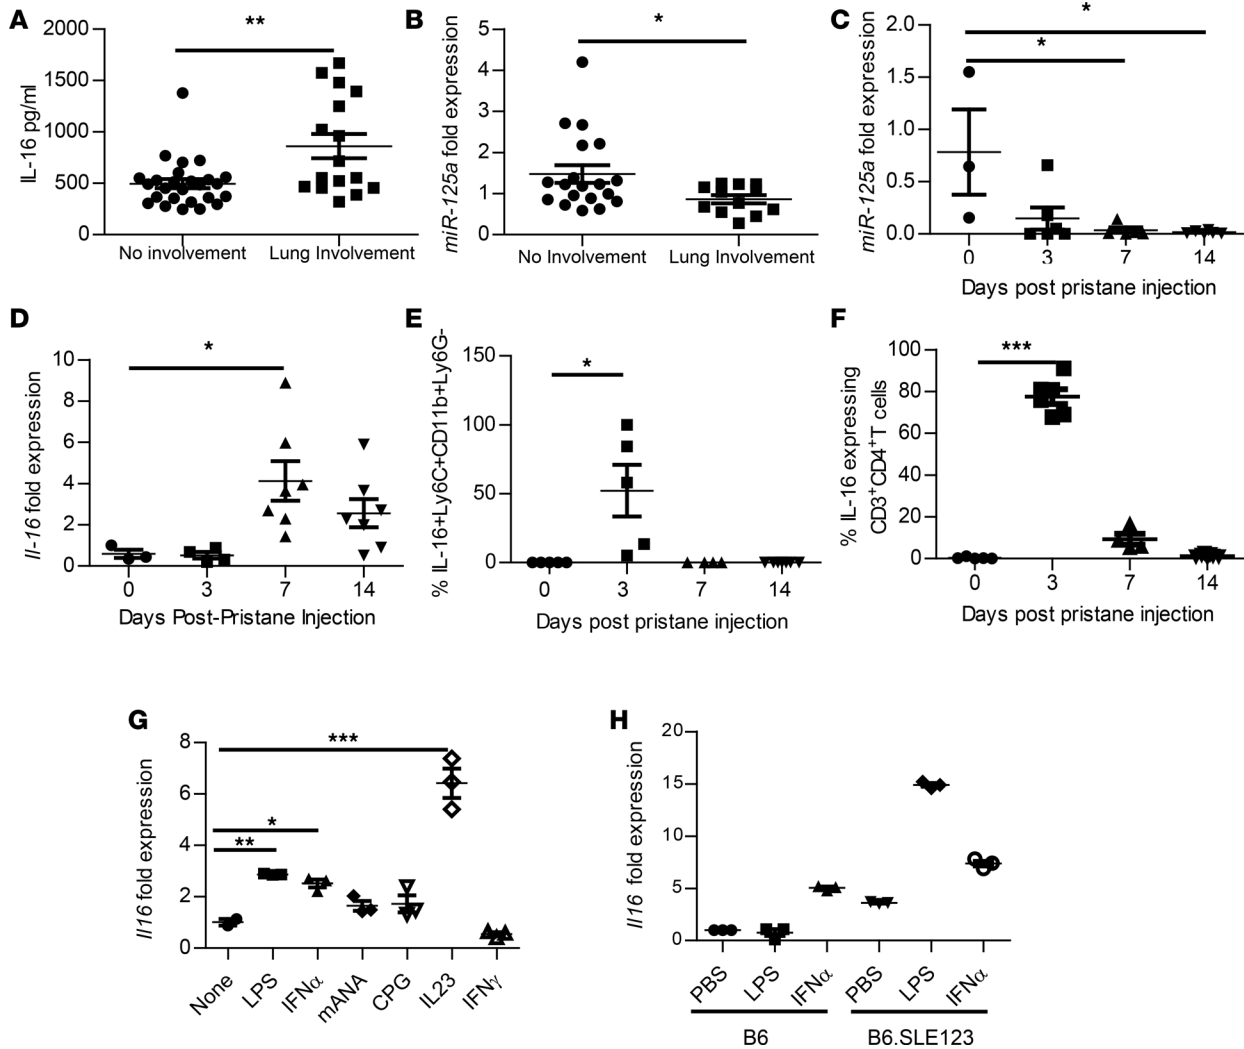 A
**
2000
1500
1000
500
0
IL-16 pg/ml
No involvement
Lung Involvement
B
*
5
4
3
2
1
0
miR-125a fold expression
No Involvement
Lung Involvement
C
*
*
2.0
1.5
1.0
0.5
0.0
miR-125a fold expression
0 3 7 14
Days post pristane injection
D
*
10
8
6
4
2
0
Il-16 fold expression
0 3 7 14
Days Post-Pristane Injection
E
*
150
100
50
0
% IL-16+Ly6C+CD11b+Ly6G-
0 3 7 14
Days post pristane injection
F
***
100
80
60
40
20
0
% IL-16 expressing
CD3+CD4+T cells
0 3 7 14
Days post pristane injection
G
***
*
**
8
6
4
2
0
Il16 fold expression
None LPS IFNα mANA CPG IL23 IFNγ
H
20
15
10
5
0
Il16 fold expression
PBS LPS IFNα PBS LPS IFNα
B6 B6.SLE123